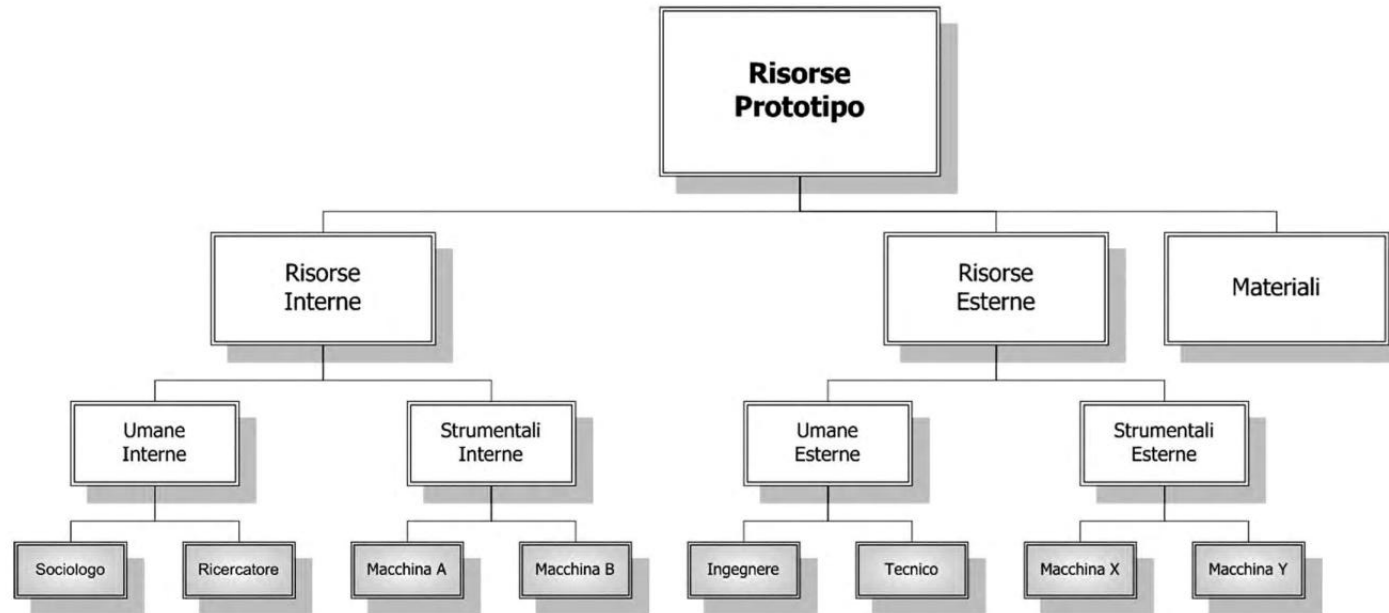 Risorse
Prototipo
Risorse
Interne
Risorse
Esterne
Materiali
Umane
Interne
Strumentali
Interne
Umane
Esterne
Strumentali
Esterne
Sociologo
Ricercatore
Macchina A
Macchina B
Ingegnere
Tecnico
Macchina X
Macchina Y